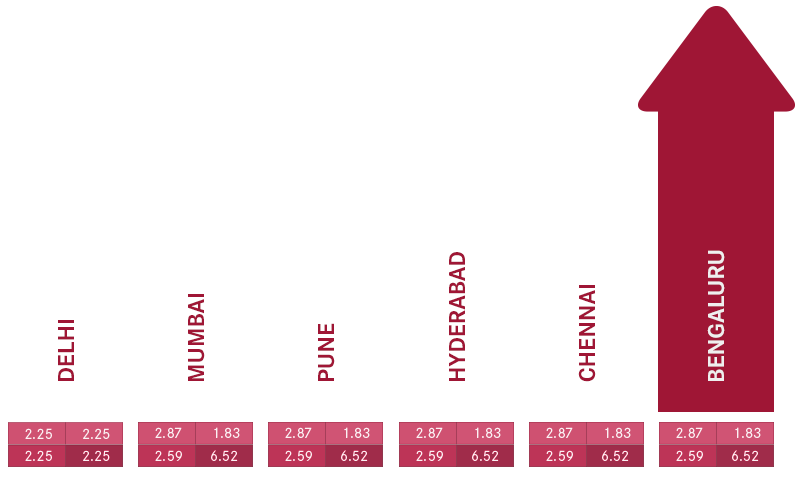 DELHI
MUMBAI
PUNE
HYDERABAD
CHENNAI
BENGALURU
2.25 2.25 2.87 1.83 2.87 1.83 2.87 1.83 2.87 1.83 2.87 1.83
2.25 2.25 2.59 6.52 2.59 6.52 2.59 6.52 2.59 6.52 2.59 6.52